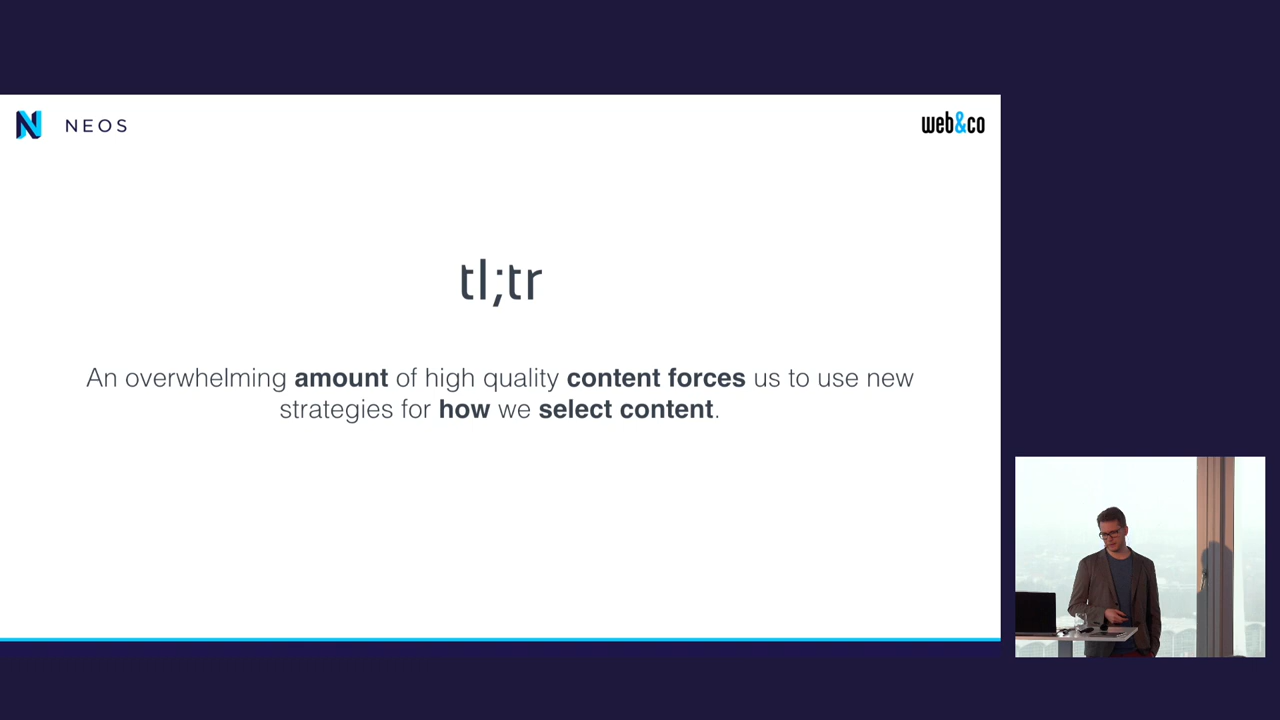 NEOS
web&co
tl;tr
An overwhelming amount of high quality content forces us to use new
strategies for how we select content.